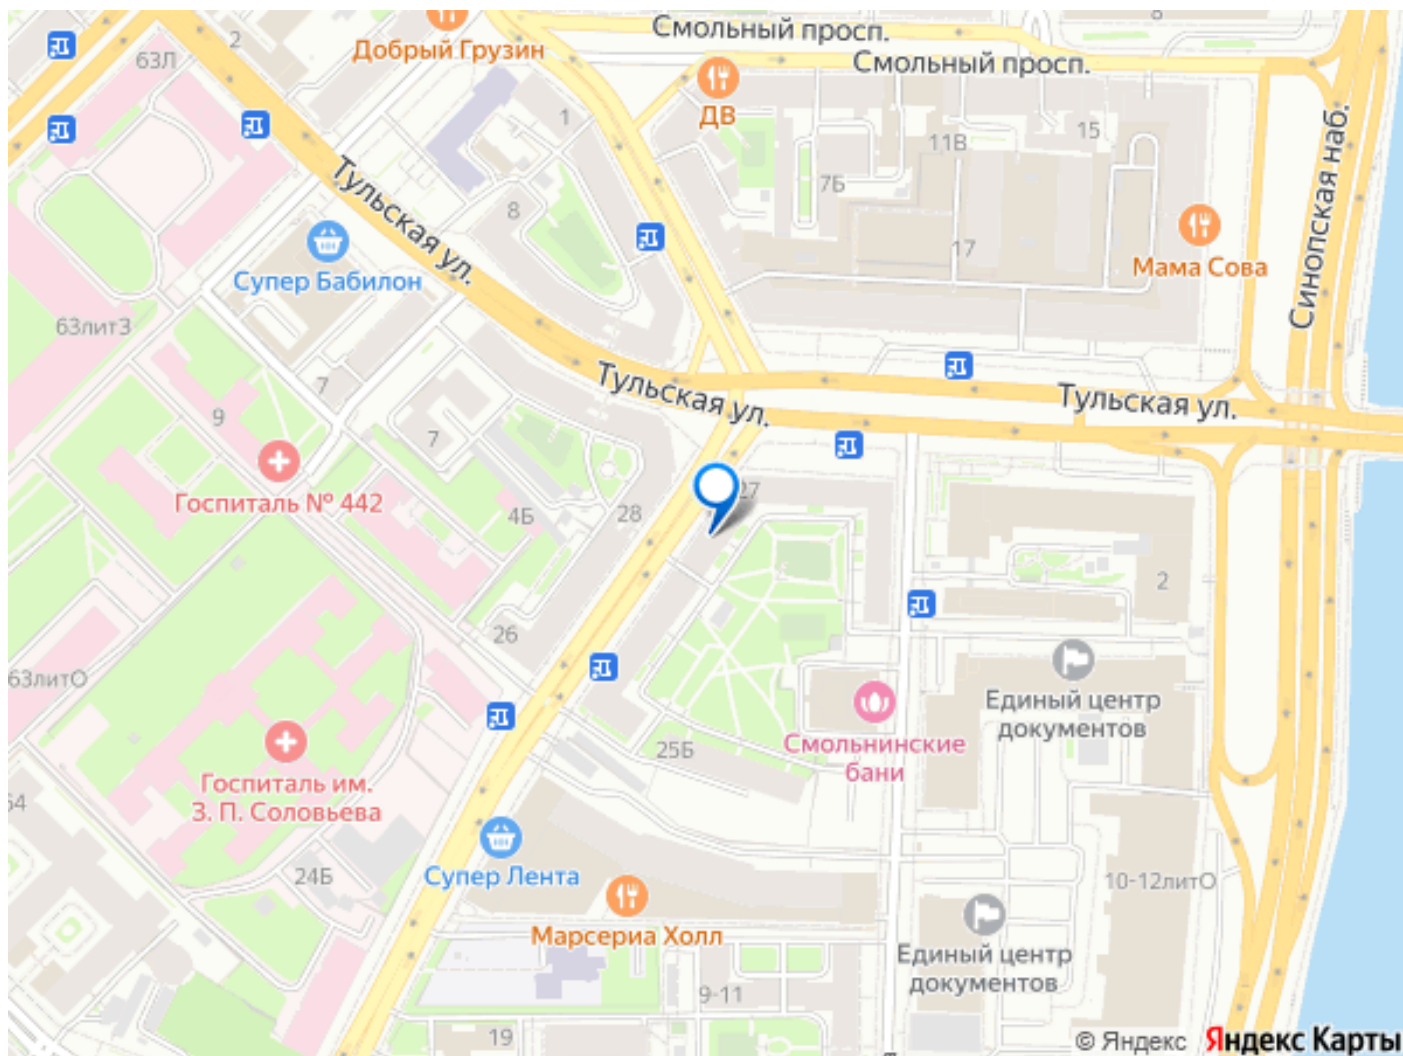 Смольный просп.
2
Добрый Грузин
8
63Л
Смольный просп.
ДВ
1
15
11В
Синопская наб.
7Б
Тульская ул.
8
17
Мама Сова
Супер Бабилон
63литЗ
7
Тульская ул.
Тульская ул.
9
7
Госпиталь № 442
27
4Б
28
2
26
63литО
Единый центр
документов
Госпиталь им.
З. П. Соловьева
25Б
Смольнинские
бани
64
Супер Лента
24Б
10-12литО
Марсериа Холл
Единый центр
документов
9-11
19
© Яндекс Яндекс Карты